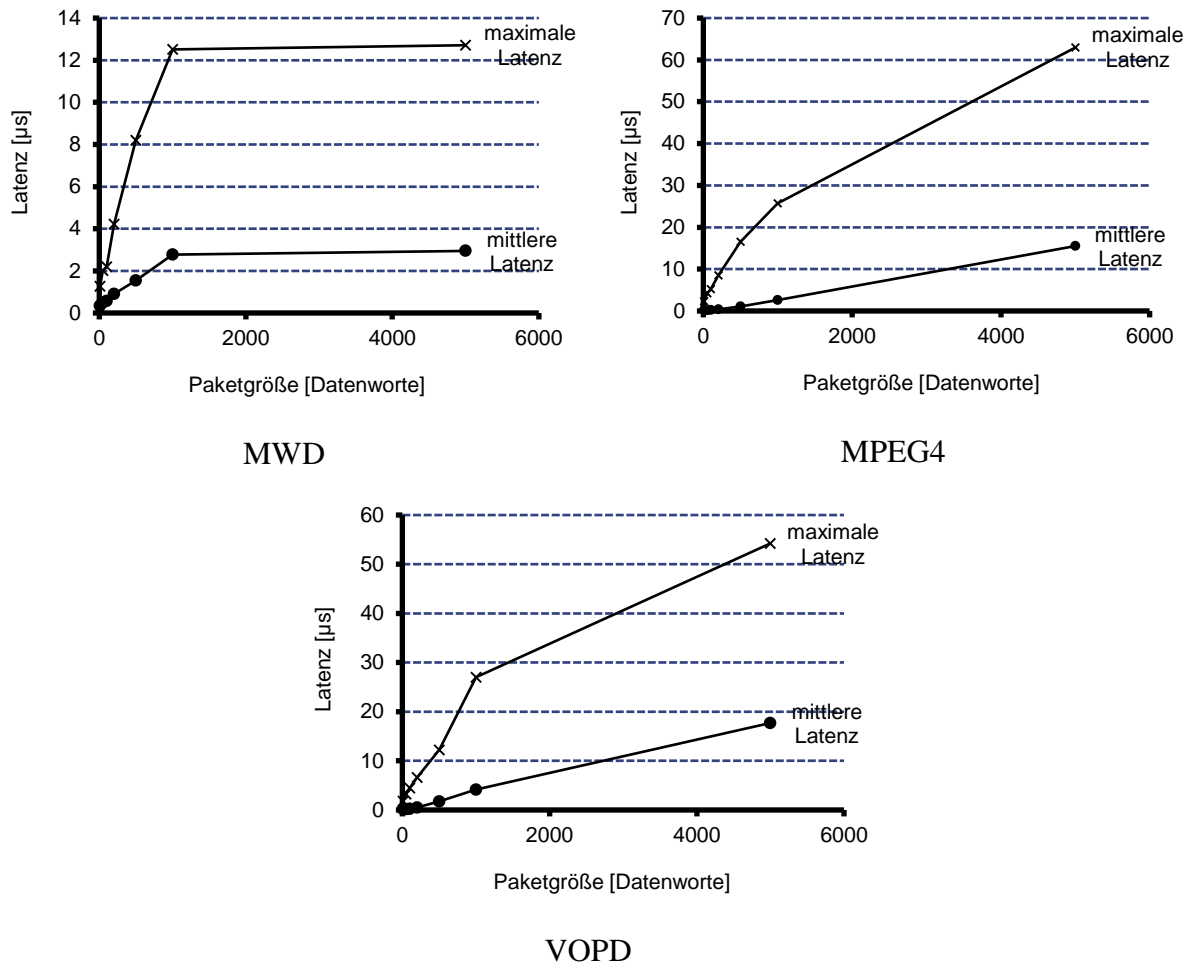 14
12
10
8
6
4
2
0
Latenz [µs]
maximale
Latenz
mittlere
Latenz
0 2000 4000 6000
Paketgröße [Datenworte]
MWD
70
60
50
40
30
20
10
0
Latenz [µs]
maximale
Latenz
mittlere
Latenz
0 2000 4000 6000
Paketgröße [Datenworte]
MPEG4
60
50
40
30
20
10
0
Latenz [µs]
maximale
Latenz
mittlere
Latenz
0 2000 4000 6000
Paketgröße [Datenworte]
VOPD